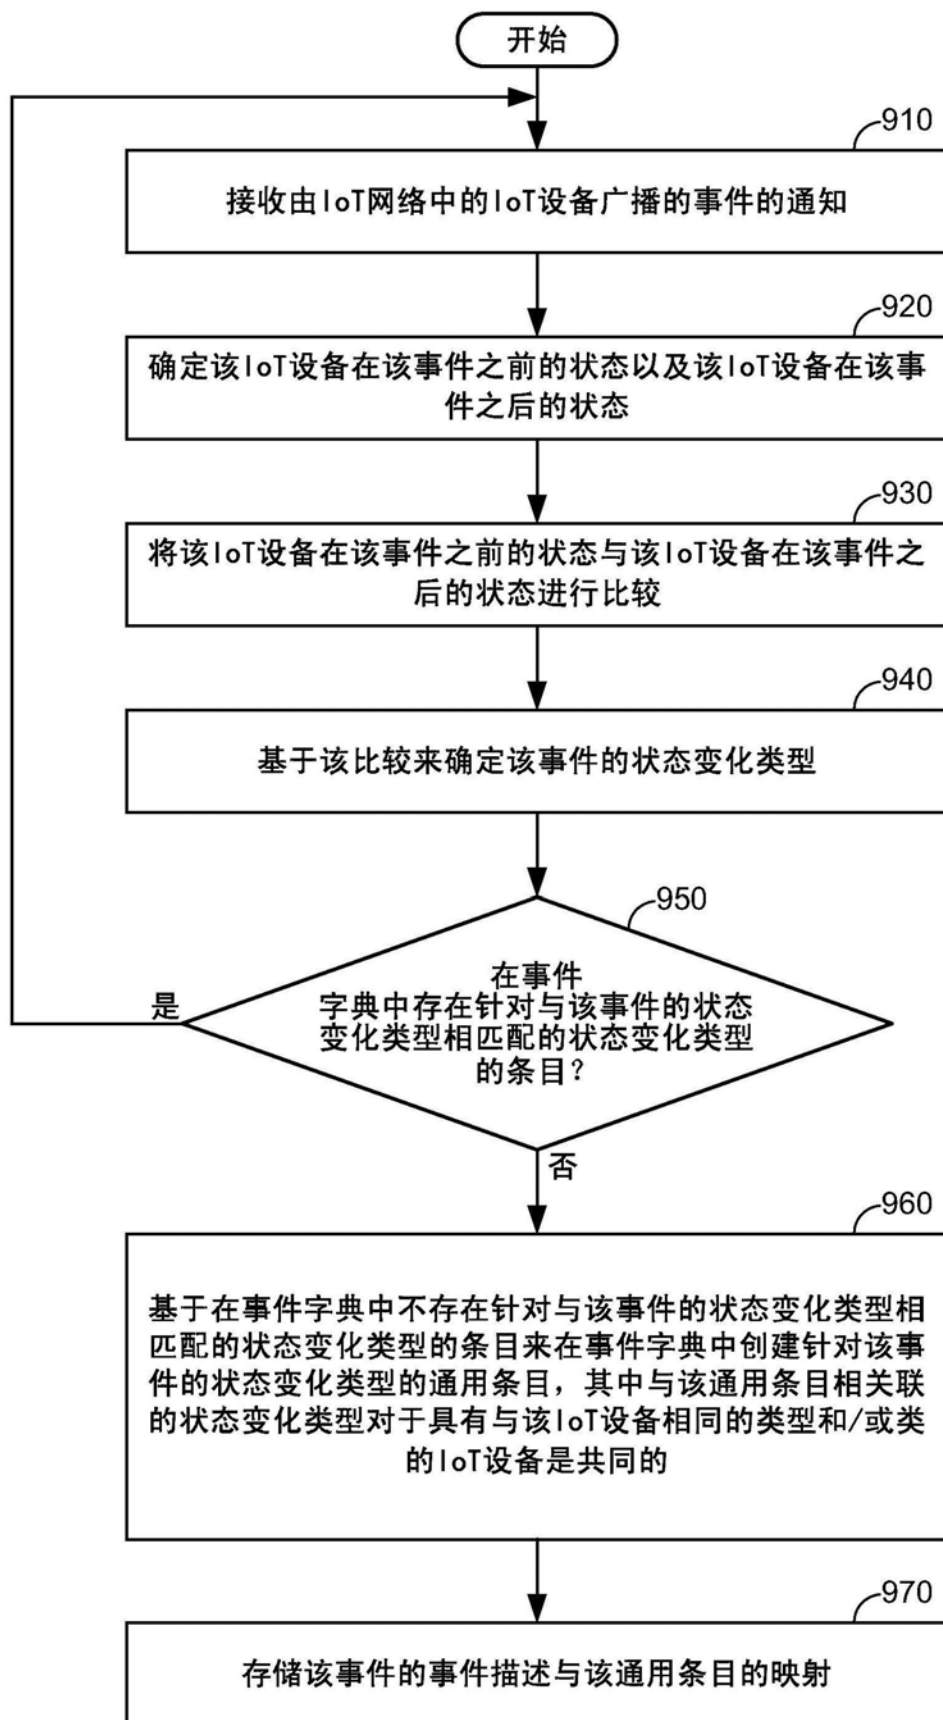 开始
910
接收由IoT网络中的IoT设备广播的事件的通知
920
确定该IoT设备在该事件之前的状态以及该IoT设备在该事
件之后的状态
930
将该IoT设备在该事件之前的状态与该IoT设备在该事件之
后的状态进行比较
940
基于该比较来确定该事件的状态变化类型
950
在事件
字典中存在针对与该事件的状态
变化类型相匹配的状态变化类型
的条目？
是
否
960
基于在事件字典中不存在针对与该事件的状态变化类型相
匹配的状态变化类型的条目来在事件字典中创建针对该事
件的状态变化类型的通用条目，其中与该通用条目相关联
的状态变化类型对于具有与该IoT设备相同的类型和/或类
的IoT设备是共同的
970
存储该事件的事件描述与该通用条目的映射